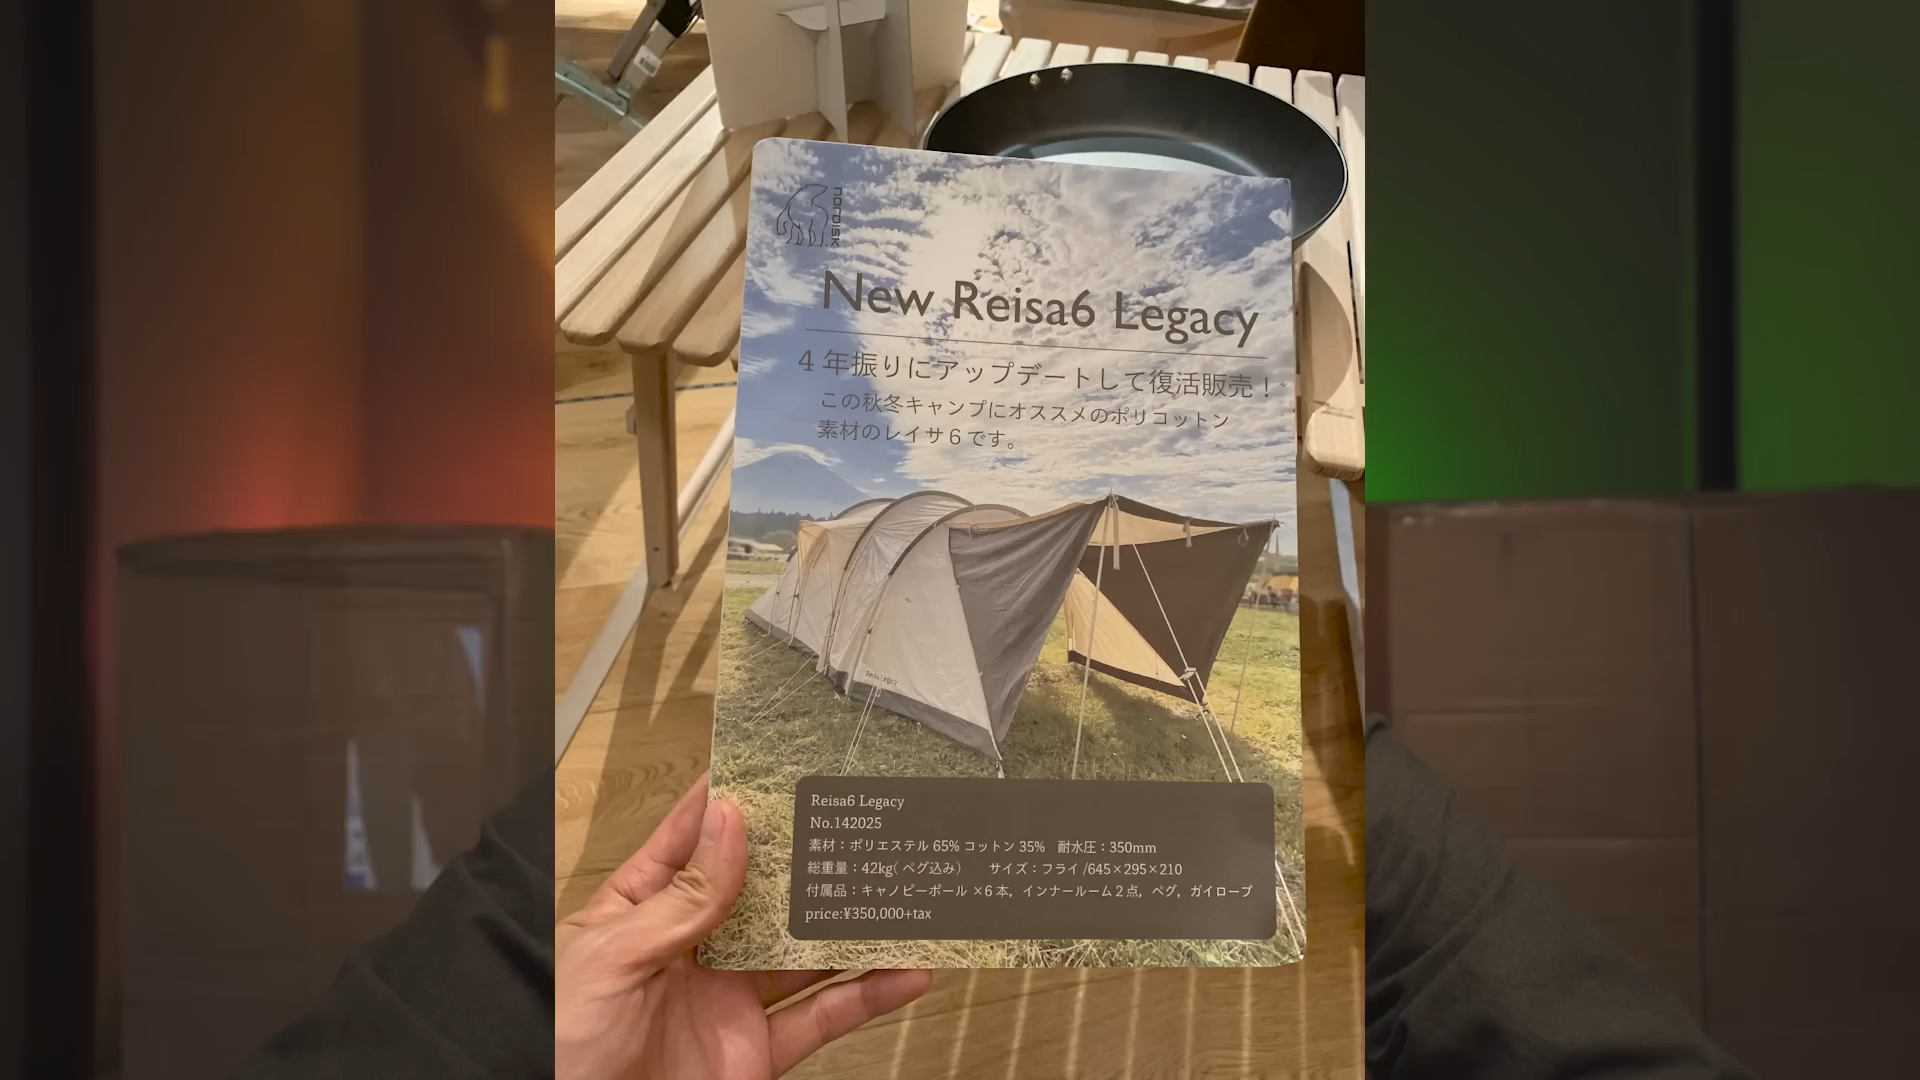 nordisk
New Reisa6 Legacy
4 年振りにアップデートして復活販売！
この秋冬キャンプにオススメのポリコットン
素材のレイサ６です。
Reisa Legacy
Reisa6 Legacy
No.142025
素材：ポリエステル 65% コットン 35%　耐水圧：350mm
総重量：42kg( ペグ込み）　サイズ：フライ /645×295×210
付属品：キャノピーポール ×６本，インナールーム２点，ペグ，ガイロープ
price:¥350,000+tax